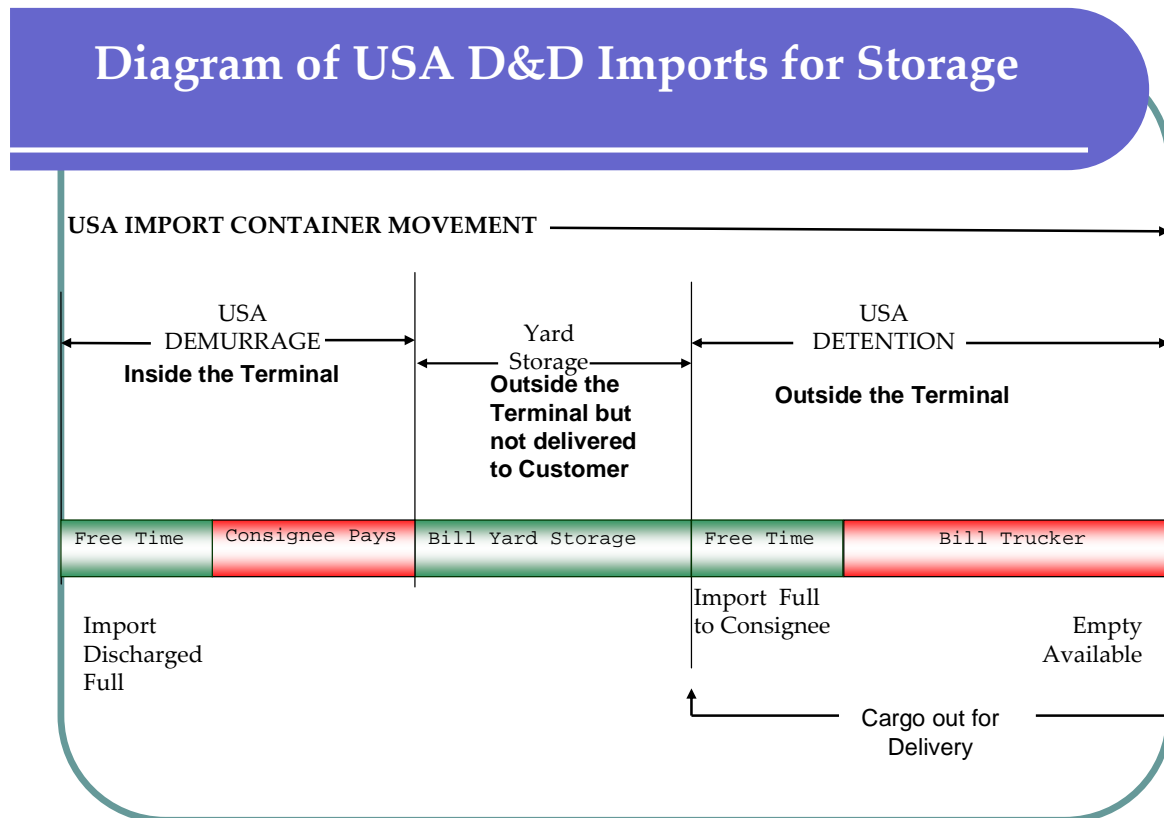 Diagram of USA D&D Imports for Storage
USA IMPORT CONTAINER MOVEMENT
USA
DEMURRAGE
Inside the Terminal
Yard
Storage
Outside the
Terminal but
not delivered
to Customer
USA
DETENTION
Outside the Terminal
Free Time
Consignee Pays
Bill Yard Storage
Free Time
Bill Trucker
Import
Discharged
Full
Import Full
to Consignee
Empty
Available
Cargo out for
Delivery